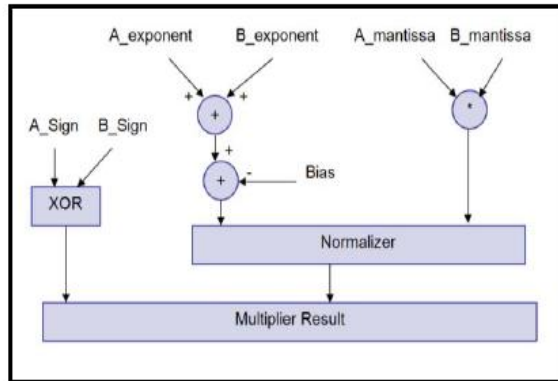 A_exponent B_exponent A_mantissa B_mantissa
+ + + *
A_Sign B_Sign
+
+ - Bias
XOR
Normalizer
Multiplier Result